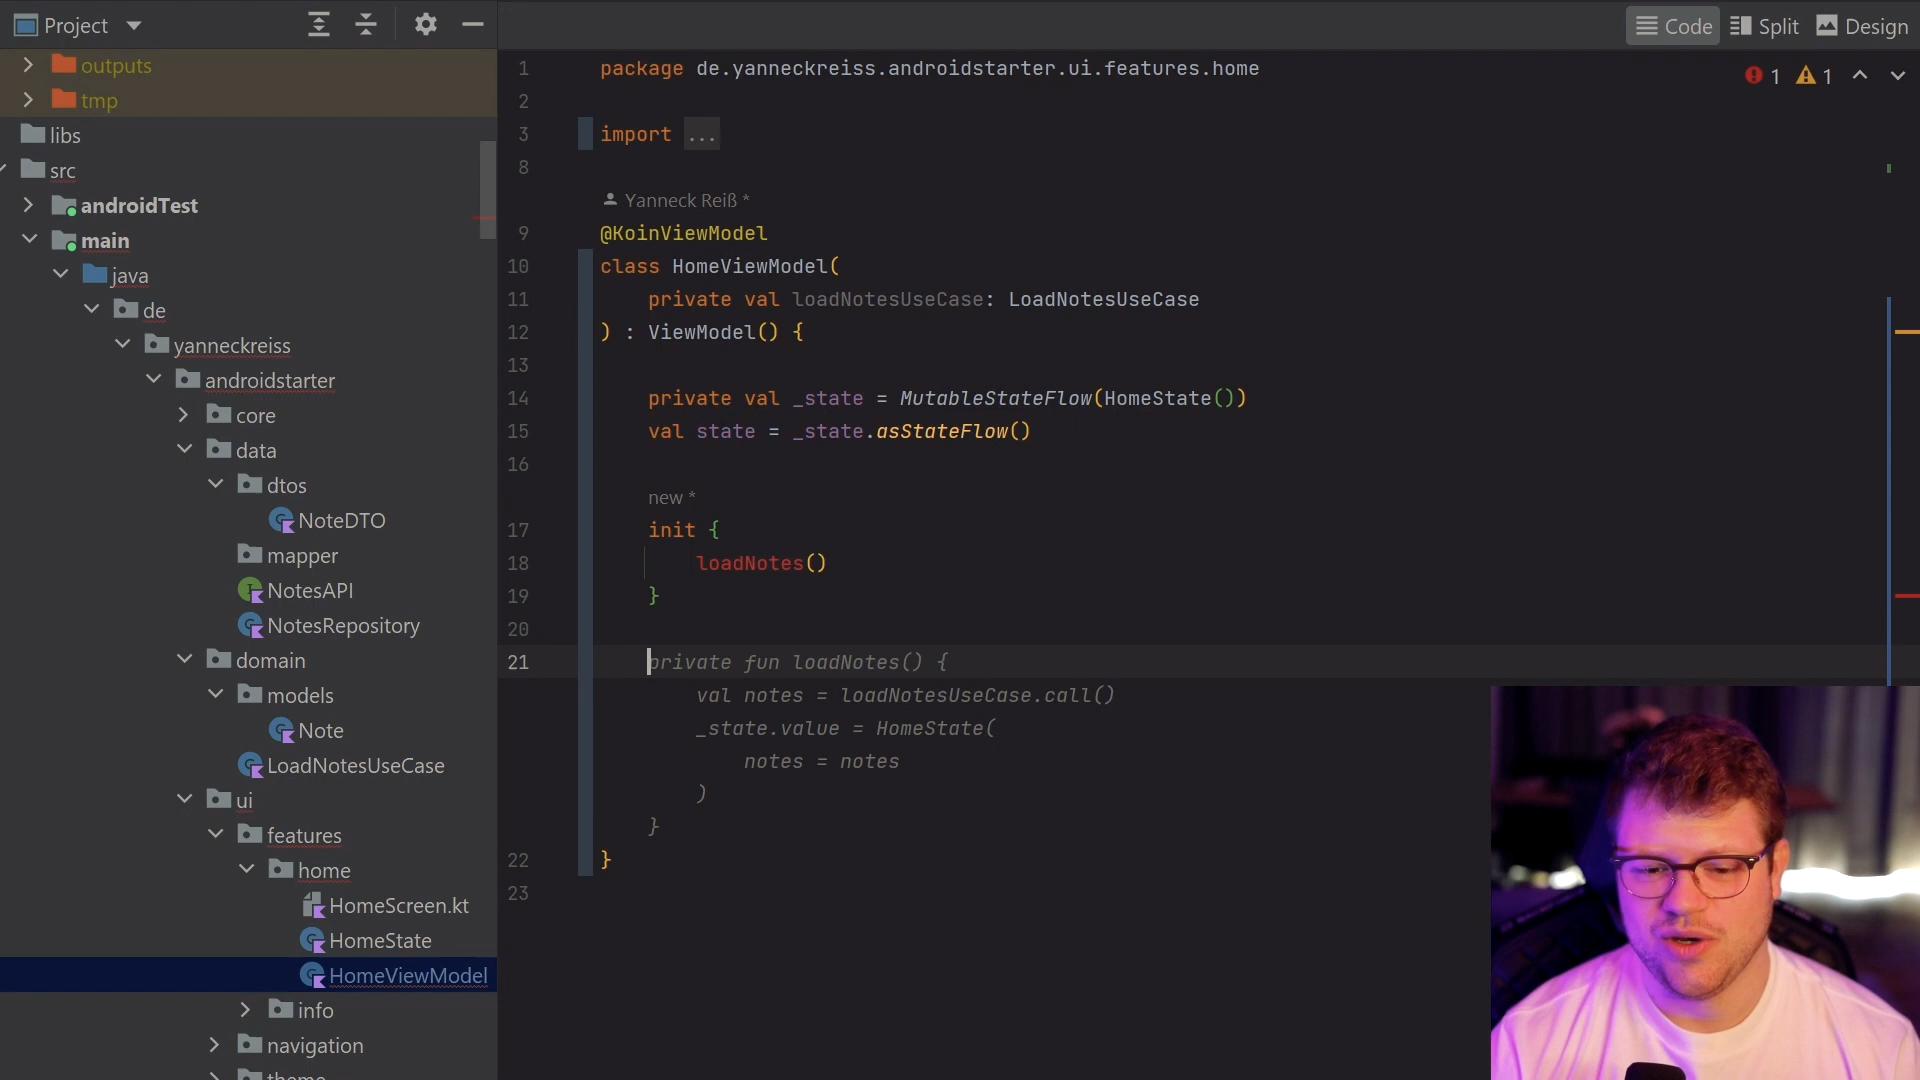 Project
outputs
tmp
libs
src
androidTest
main
java
de
yanneckreiss
androidstarter
core
data
dtos
NoteDTO
mapper
NotesAPI
NotesRepository
domain
models
Note
LoadNotesUseCase
ui
features
home
HomeScreen.kt
HomeState
HomeViewModel
info
navigation
theme
Code Split Design
1 1
1 package de.yanneckreiss.androidstarter.ui.features.home
2
3 import ...
8
Yanneck Reiß *
9 @KoinViewModel
10 class HomeViewModel(
11 private val loadNotesUseCase: LoadNotesUseCase
12 ) : ViewModel() {
13
14 private val _state = MutableStateFlow(HomeState())
15 val state = _state.asStateFlow()
16
new *
17 init {
18 loadNotes()
19 }
20
21 private fun loadNotes() {
val notes = loadNotesUseCase.call()
_state.value = HomeState(
notes = notes
)
}
22 }
23